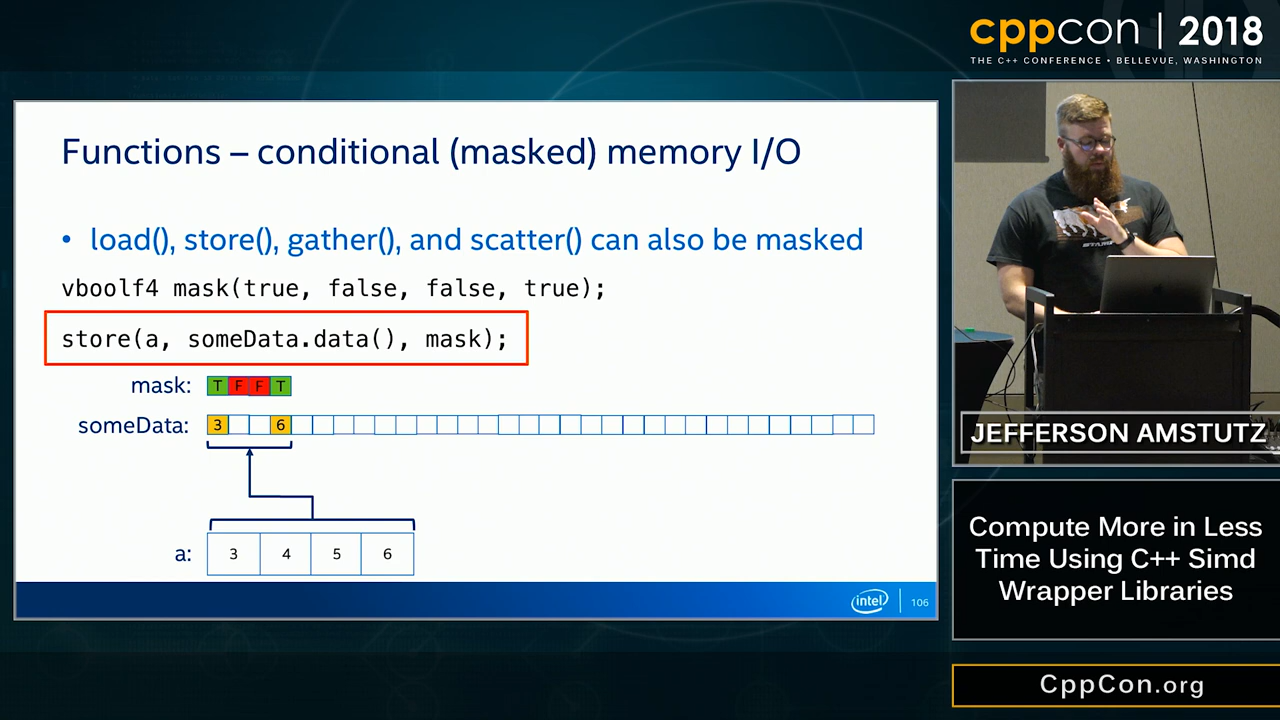 cppcon | 2018
THE C++ CONFERENCE • BELLEVUE, WASHINGTON
Functions – conditional (masked) memory I/O
• load(), store(), gather(), and scatter() can also be masked
vboolf4 mask(true, false, false, true);
store(a, someData.data(), mask);
mask: T F F T
someData: 3 6
a: 3 4 5 6
intel 106
JEFFERSON AMSTUTZ
Compute More in Less
Time Using C++ Simd
Wrapper Libraries
CppCon.org